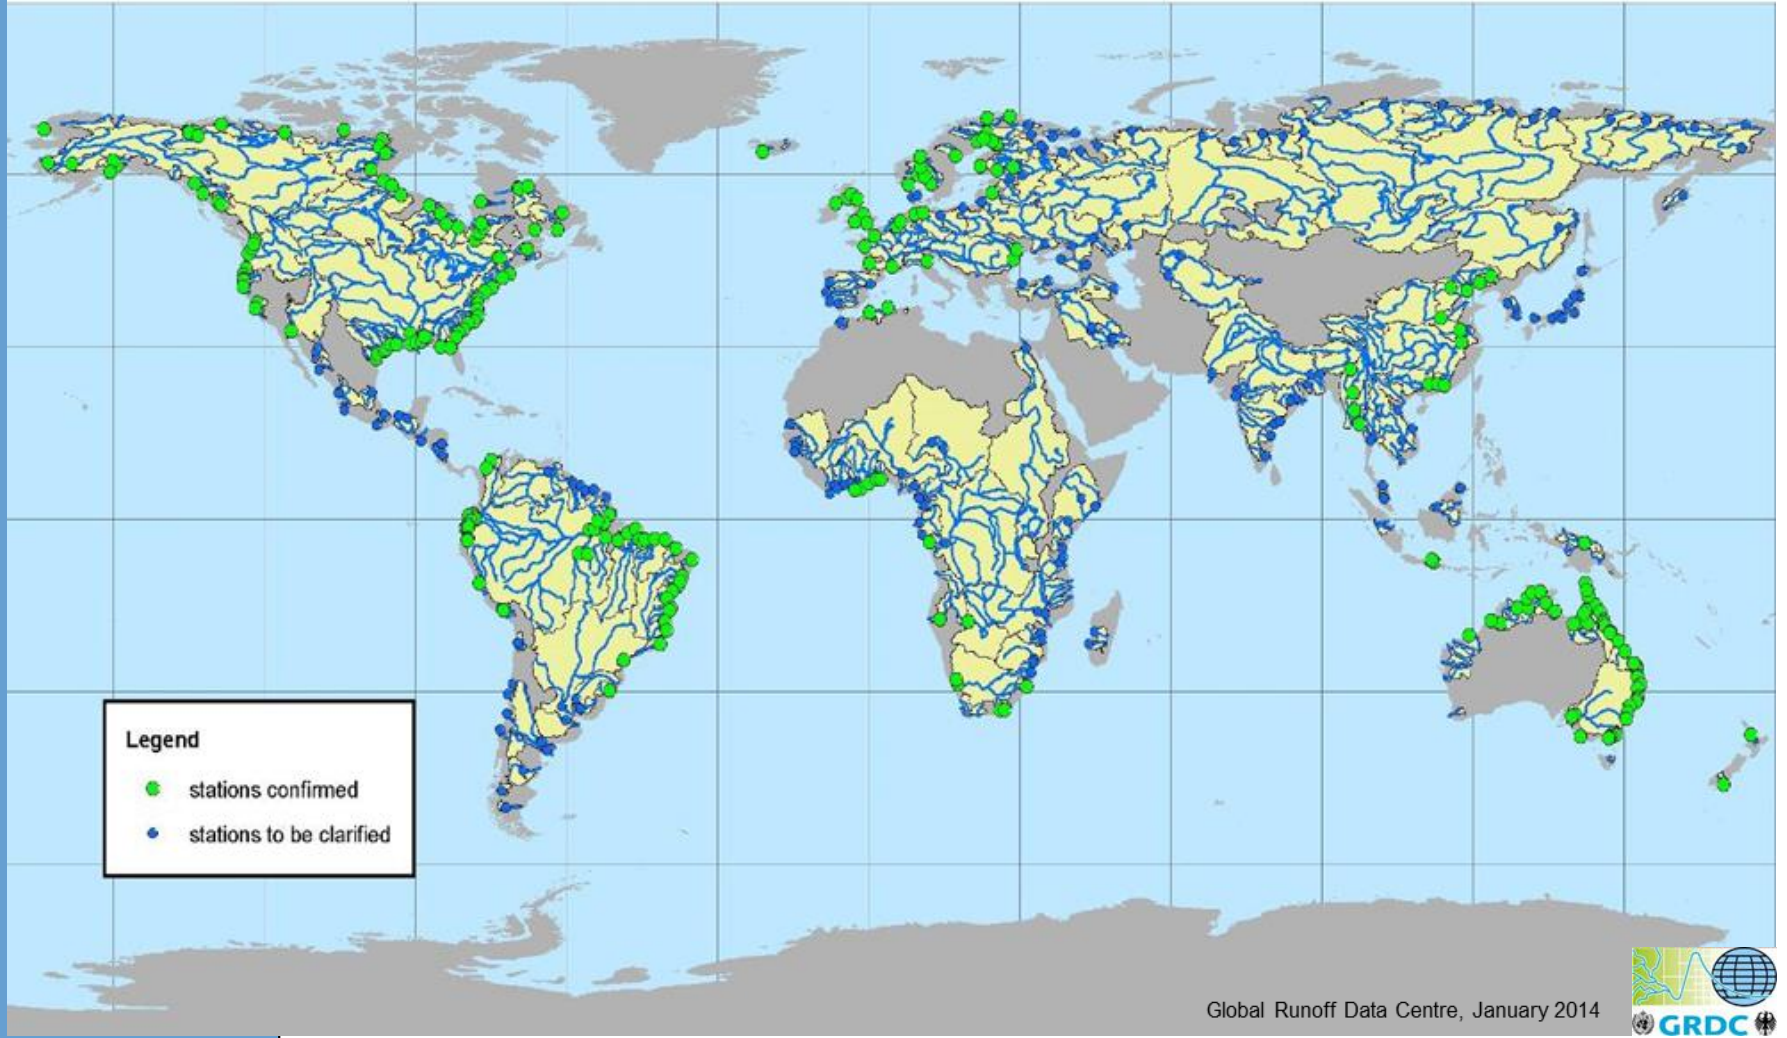 Legend
stations confirmed
stations to be clarified
Global Runoff Data Centre, January 2014
GRDC